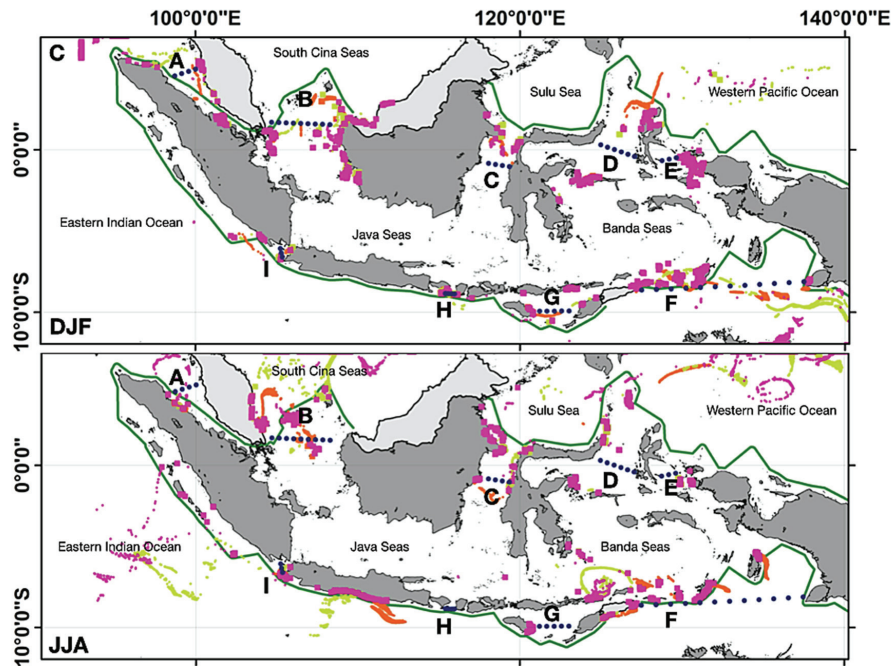 100°0'0"E 120°0'0"E 140°0'0"E
C
South Cina Seas
A
B
Sulu Sea
Western Pacific Ocean
0°0'0"
C
D
E
Eastern Indian Ocean
Java Seas
Banda Seas
I
H
G
F
10°0'0"S
DJF
A
South Cina Seas
B
Sulu Sea
Western Pacific Ocean
0°0'0"
C
D
E
Eastern Indian Ocean
Java Seas
Banda Seas
I
H
G
F
10°0'0"S
JJA